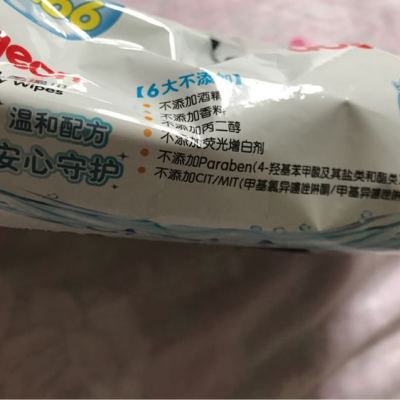 geon
Wipes
温和配方
安心守护
【6大不添加】
不添加酒精
不添加香料
不添加丙二醇
不添加荧光增白剂
不添加Paraben(4-羟基苯甲酸及其盐类和酯类
不添加CIT/MIT(甲基氯异噻唑啉酮/甲基异噻唑啉